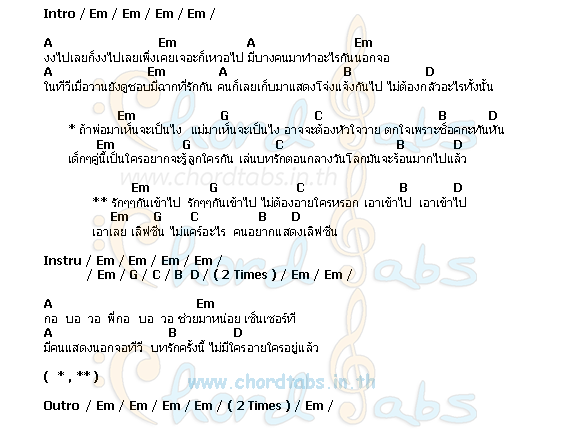 Intro / Em / Em / Em / Em /
A Em A Em
งงไปเลยก็งงไปเลยเพิ่งเคยเจอะก็เหวอไป มีบางคนมาทำอะไรกันนอกจอ
A Em A B D
ในทีวีเมื่อวานยังดูชอบมีฉากที่รักกัน คนก็เลยเก็บมาแสดงโจ่งแจ้งกันไป ไม่ต้องกลัวอะไรทั้งนั้น
Em G C B D
* ถ้าพ่อมาเห็นจะเป็นไง แม่มาเห็นจะเป็นไง อาจจะต้องหัวใจวาย ตกใจเพราะช็อคกะทันหัน
Em G C B D
เด็กๆคู่นี้เป็นใครอยากจะรู้ลูกใครกัน เล่นบทรักตอนกลางวันโลกมันจะร้อนมากไปแล้ว
www.chordtabs.in.th
Em G C B D
** รักๆๆกันเข้าไป รักๆๆกันเข้าไป ไม่ต้องอายใครหรอก เอาเข้าไป เอาเข้าไป
Em G C B D
เอาเลย เลิฟซีน ไม่แคร์อะไร คนอยากแสดงเลิฟซีน
Instru / Em / Em / Em / Em /
/ Em / G / C / B D / ( 2 Times ) / Em / Em /
A Em
กอ บอ วอ พี่กอ บอ วอ ช่วยมาหน่อย เซ็นเซอร์ที
A B D
มีคนแสดงนอกจอทีวี บทรักครั้งนี้ ไม่มีใครอายใครอยู่แล้ว
( * , ** )
www.chordtabs.in.th
Outro / Em / Em / Em / Em / ( 2 Times ) / Em /